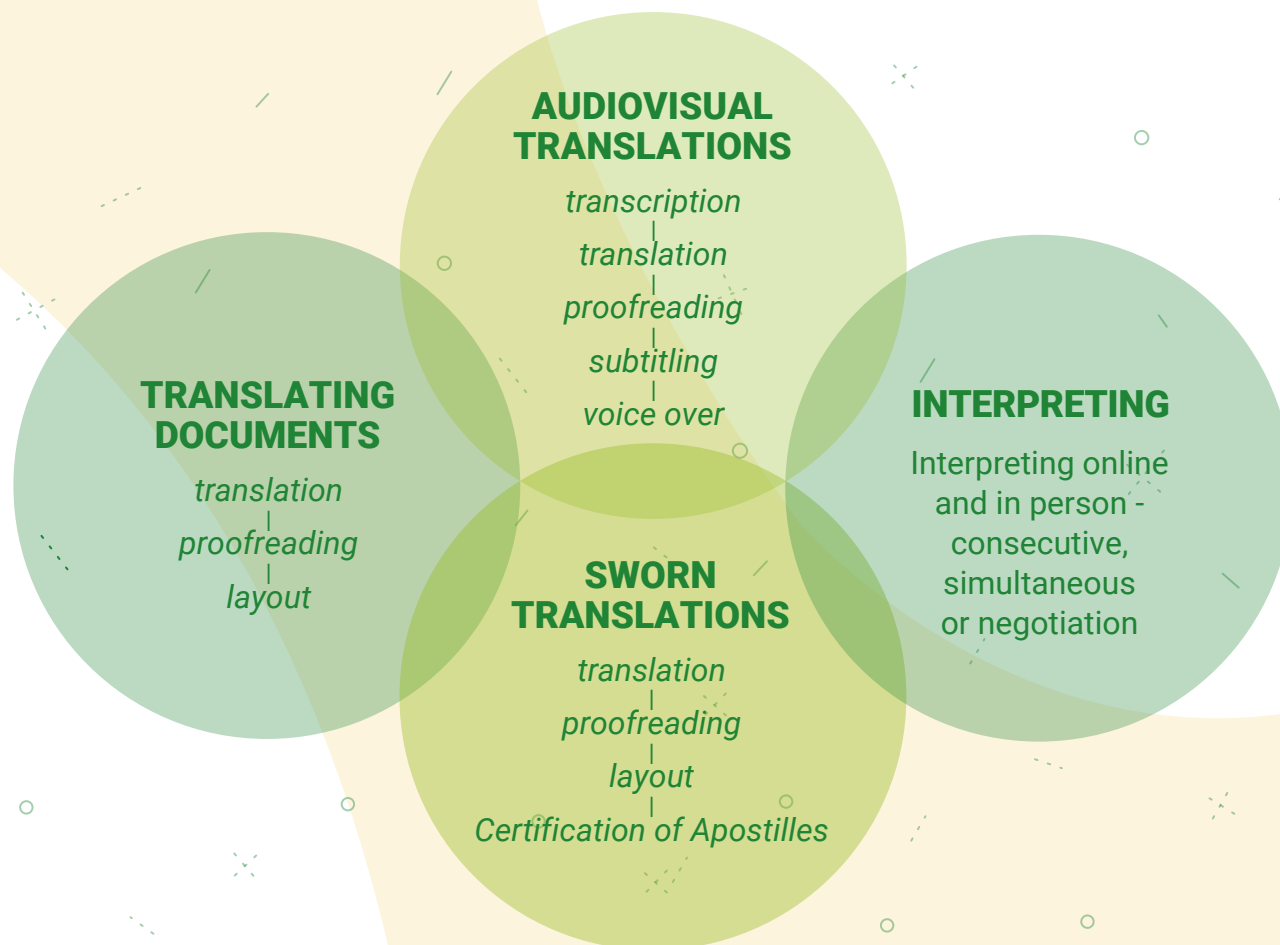 AUDIOVISUAL
TRANSLATIONS
transcription
translation
proofreading
subtitling
voice over
TRANSLATING
DOCUMENTS
translation
proofreading
layout
INTERPRETING
Interpreting online
and in person -
consecutive,
simultaneous
or negotiation
SWORN
TRANSLATIONS
translation
proofreading
layout
Certification of Apostilles